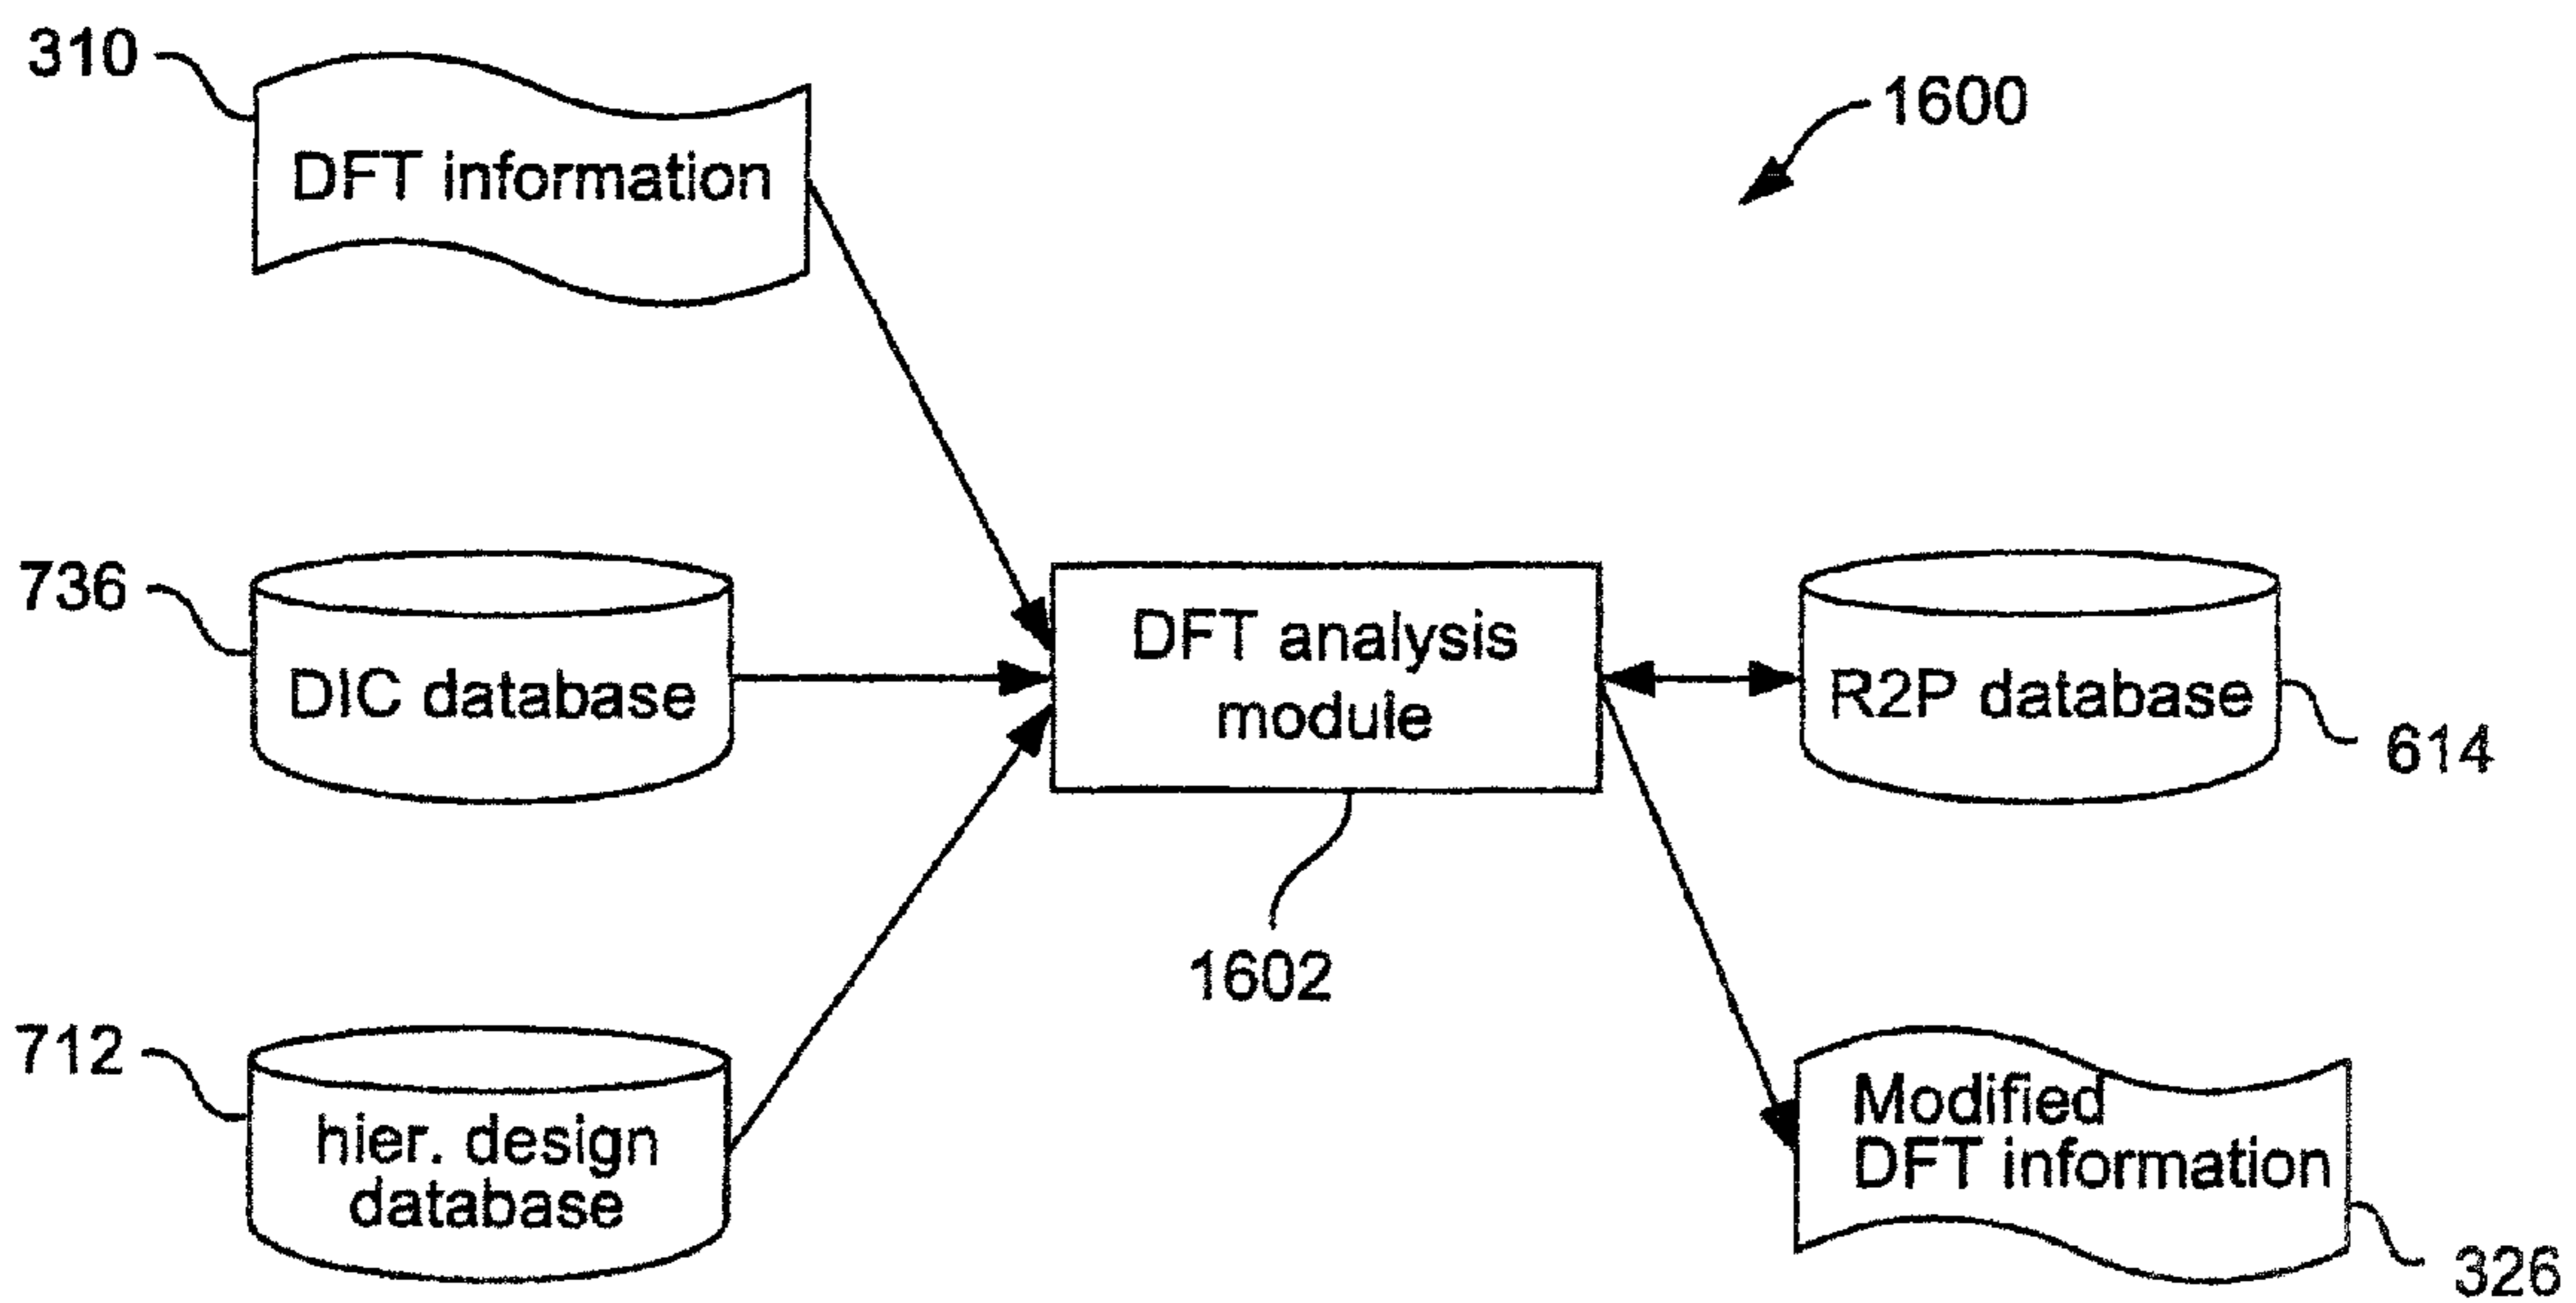 310
DFT information
1600
736
DIC database
DFT analysis
module
R2P database
614
1602
712
hier. design
database
Modified
DFT information
326